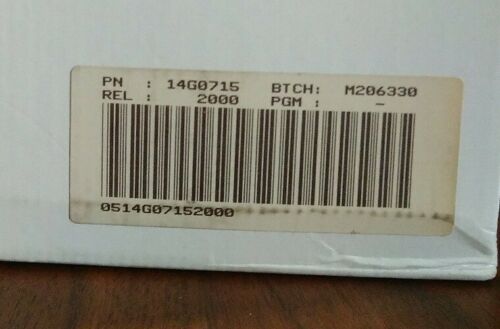 PN : 14G0715 BTCH: M206330
REL : 2000 PGM : -
0514G07152000